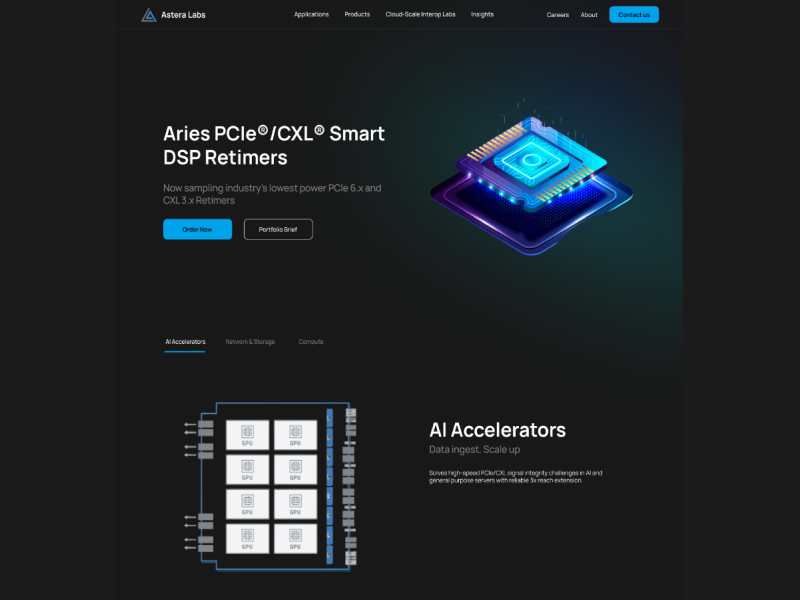 Astera Labs
Applications
Products
Cloud-Scale Interop Labs
Insights
Careers
About
Contact us
Aries PCIe®/CXL® Smart
DSP Retimers
Now sampling industry's lowest power PCIe 6.x and
CXL 3.x Retimers
Order Now
Portfolio Brief
AI Accelerators
Network & Storage
Compute
GPU
GPU
GPU
GPU
GPU
GPU
GPU
GPU
AI Accelerators
Data ingest, Scale up
Solves high-speed PCIe/CXL signal integrity challenges in AI and
general purpose servers with reliable 3x reach extension.